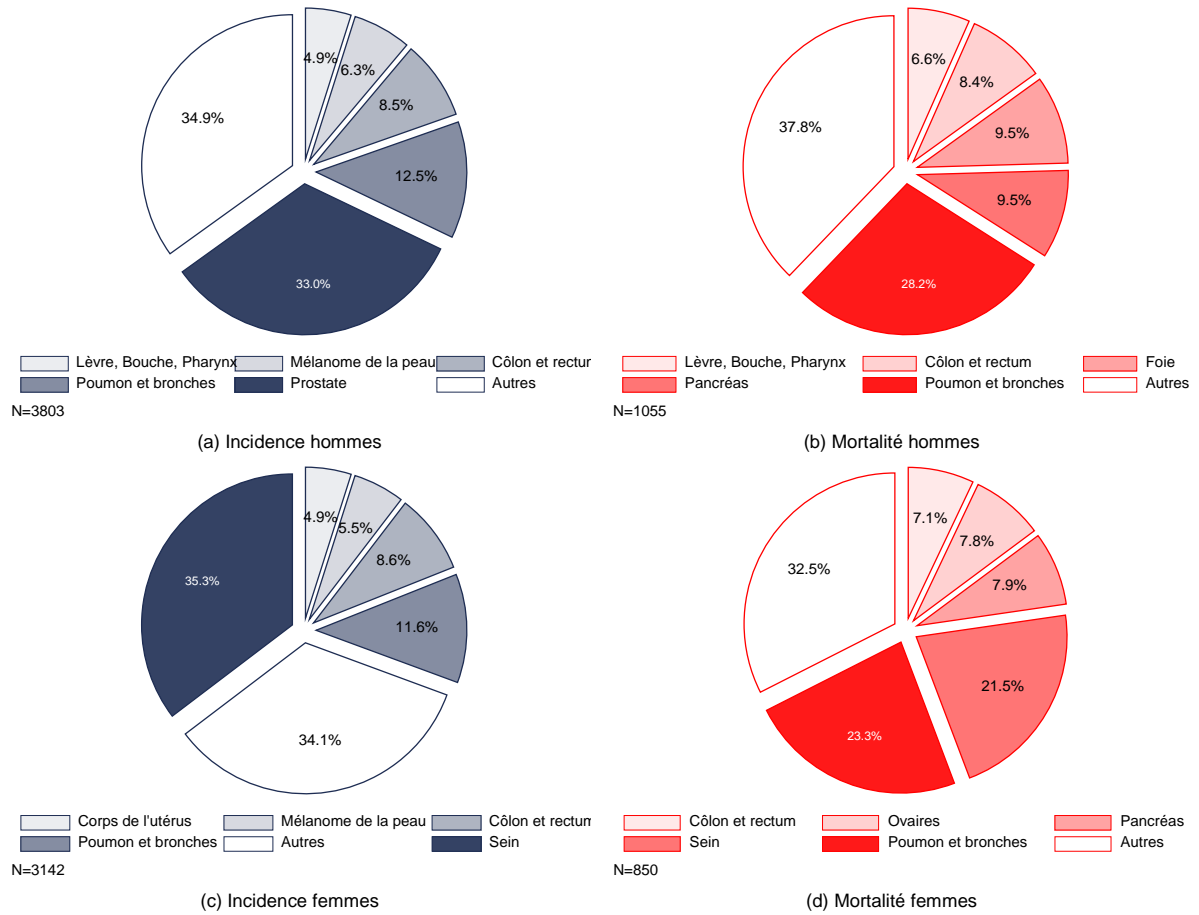 4.9%
6.3%
8.5%
12.5%
33.0%
34.9%
Lèvre, Bouche, Pharynx Mélanome de la peau Côlon et rectur
Poumon et bronches Prostate Autres
N=3803
(a) Incidence hommes
6.6%
8.4%
9.5%
9.5%
28.2%
37.8%
Lèvre, Bouche, Pharynx Côlon et rectum Foie
Pancréas Poumon et bronches Autres
N=1055
(b) Mortalité hommes
4.9%
5.5%
8.6%
11.6%
34.1%
35.3%
Corps de l'utérus Mélanome de la peau Côlon et rectum
Poumon et bronches Autres Sein
N=3142
(c) Incidence femmes
7.1%
7.8%
7.9%
21.5%
23.3%
32.5%
Côlon et rectum Ovaires Pancréas
Sein Poumon et bronches Autres
N=850
(d) Mortalité femmes